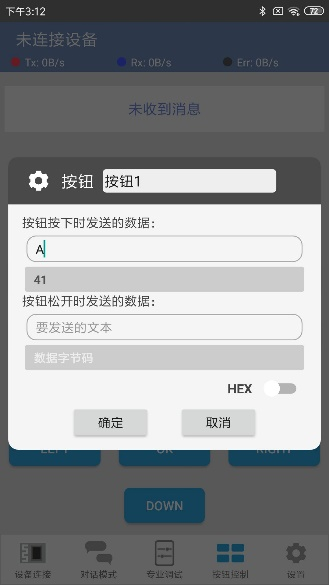 下午3:12
72
未连接设备
Tx: 0B/s Rx: 0B/s Err: 0B/s
未收到消息
按钮 按钮1
按钮按下时发送的数据:
A
41
按钮松开时发送的数据:
要发送的文本
数据字节码
HEX
确定 取消
LEFT OK RIGHT
DOWN
设备连接 对话模式 专业调试 按钮控制 设置